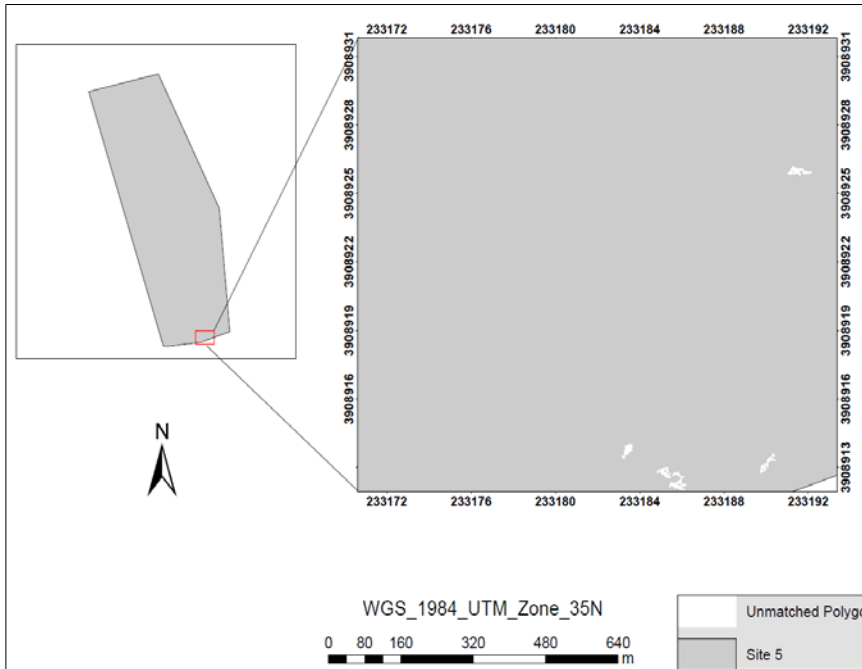 233172 233176 233180 233184 233188 233192
3908931 3908931
3908928 3908928
3908925 3908925
3908922 3908922
3908919 3908919
3908916 3908916
3908913 3908913
233172 233176 233180 233184 233188 233192
N
WGS_1984_UTM_Zone_35N
0 80 160 320 480 640
m
Unmatched Polygo
Site 5